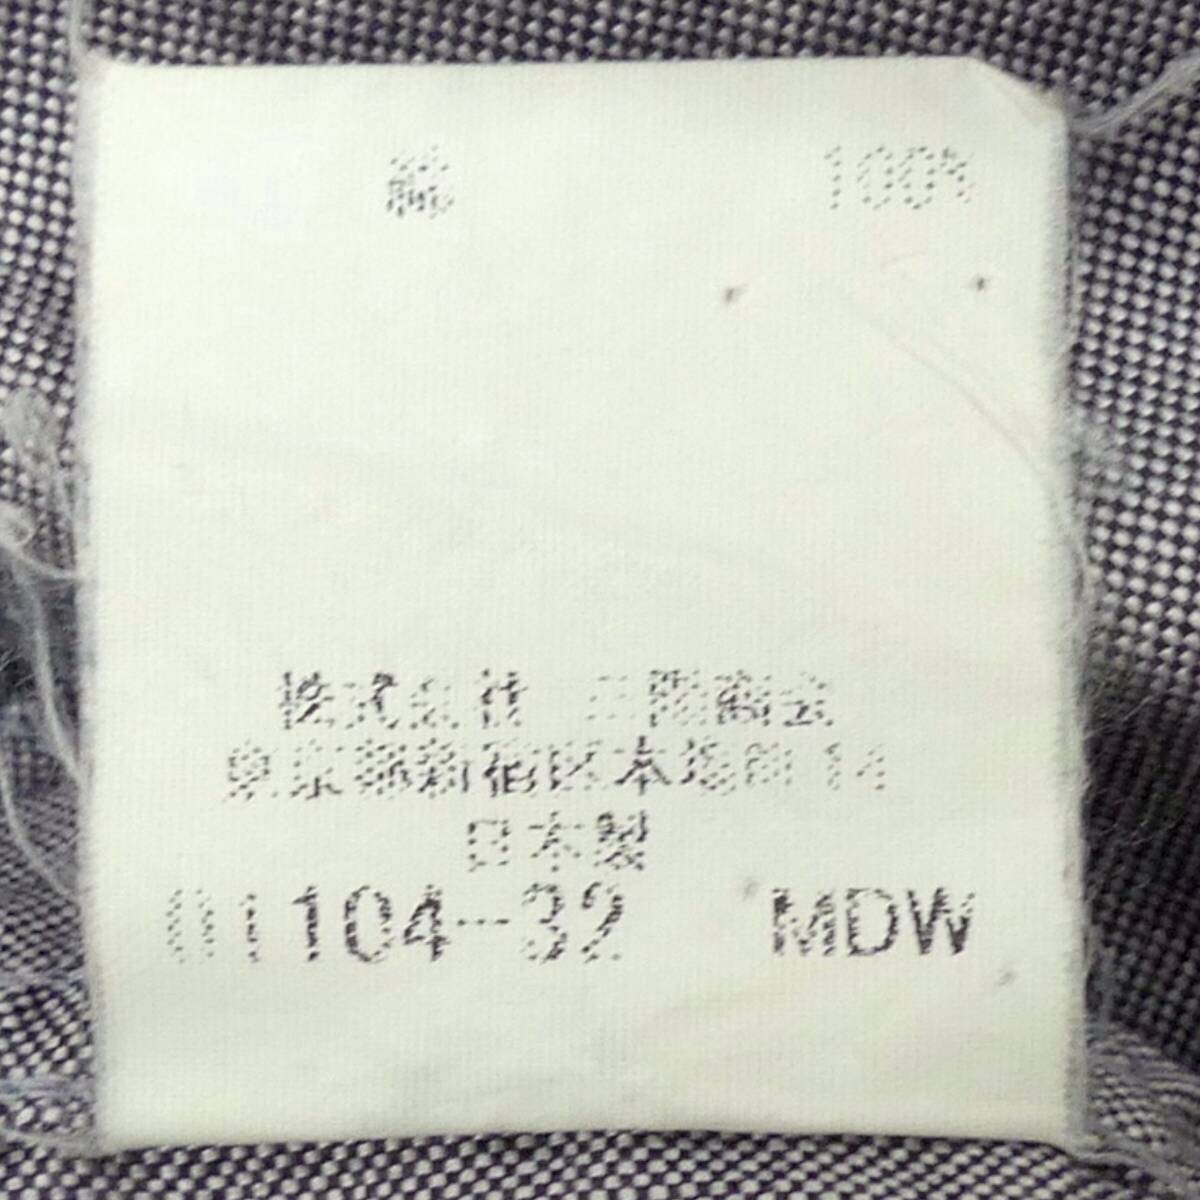 綿 100%
株式会社 三陽商会
東京都新宿区本塩町14
日本製
01104-32 MDW